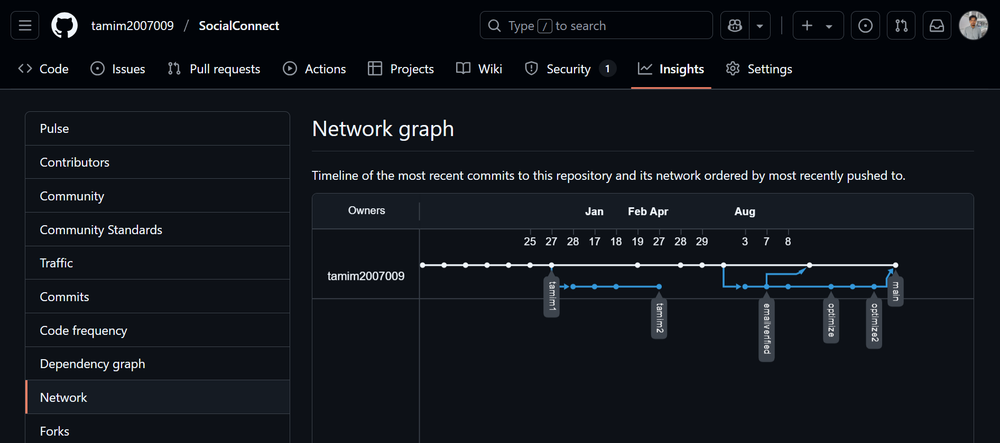 tamim2007009 / SocialConnect
Type / to search
Code
Issues
Pull requests
Actions
Projects
Wiki
Security 1
Insights
Settings
Pulse
Contributors
Community
Community Standards
Traffic
Commits
Code frequency
Dependency graph
Network
Forks
Network graph
Timeline of the most recent commits to this repository and its network ordered by most recently pushed to.
Owners
Jan Feb Apr Aug
25 27 28 17 18 19 27 28 29 3 7 8
tamim2007009
tamim1
tamim2
emailverified
optimize
optimize2
main